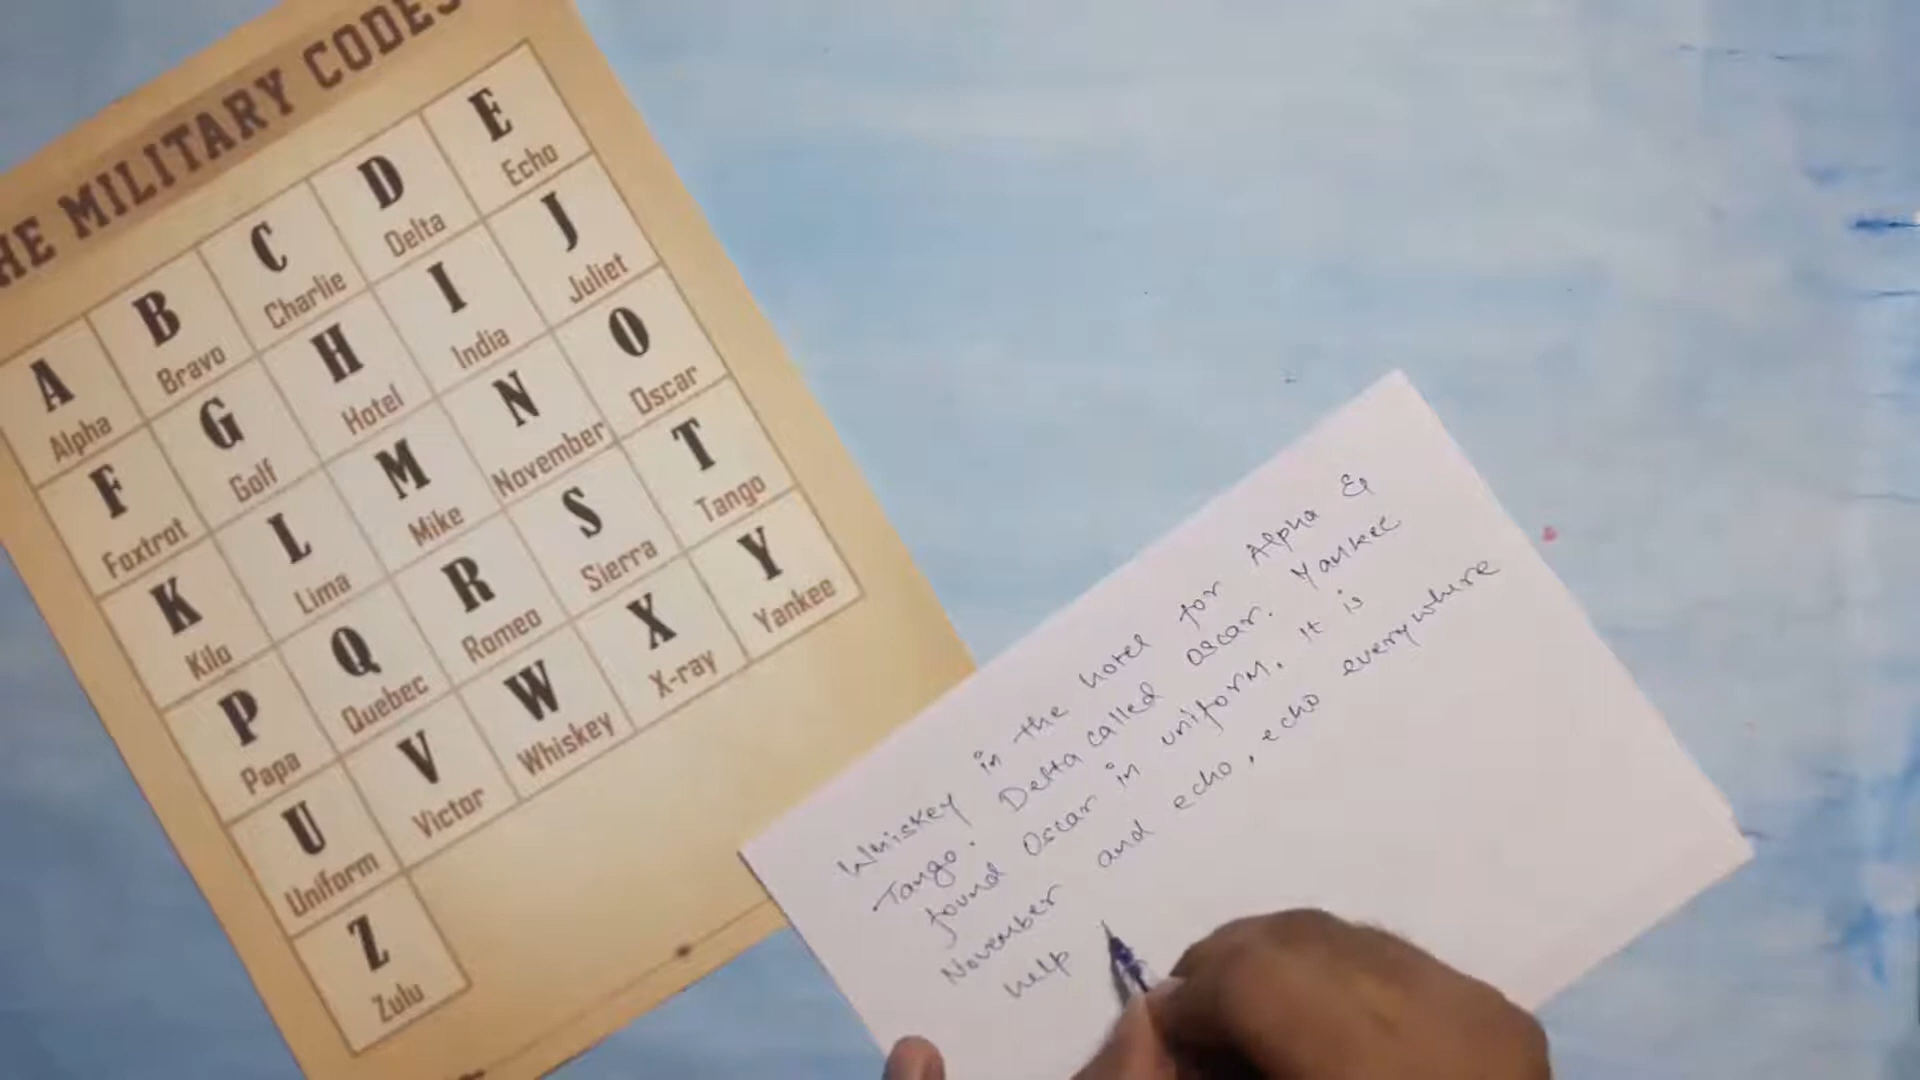 HE MILITARY CODES
A B C D E
Alpha Bravo Charlie Delta Echo
F G H I J
Foxtrot Golf Hotel India Juliet
K L M N O
Kilo Lima Mike November Oscar
P Q R S T
Papa Quebec Romeo Sierra Tango
U V W X Y
Uniform Victor Whiskey X-ray Yankee
Z
Zulu
Whiskey in the hotel for Alpha &
Tango. Delta called oscar. Yankee
found Oscar in uniform. It is
November and echo, echo everywhere
help